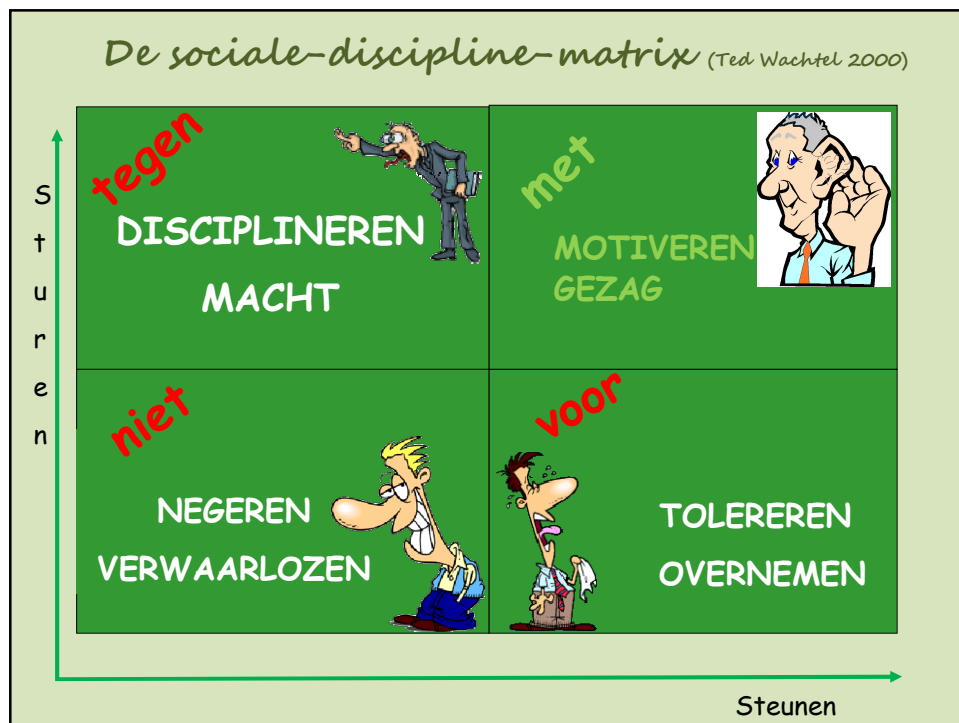 De sociale-discipline-matrix (Ted Wachtel 2000)
Sturen
tegen
DISCIPLINEREN
MACHT
met
MOTIVEREN
GEZAG
niet
NEGEREN
VERWAARLOZEN
voor
TOLEREREN
OVERNEMEN
Steunen